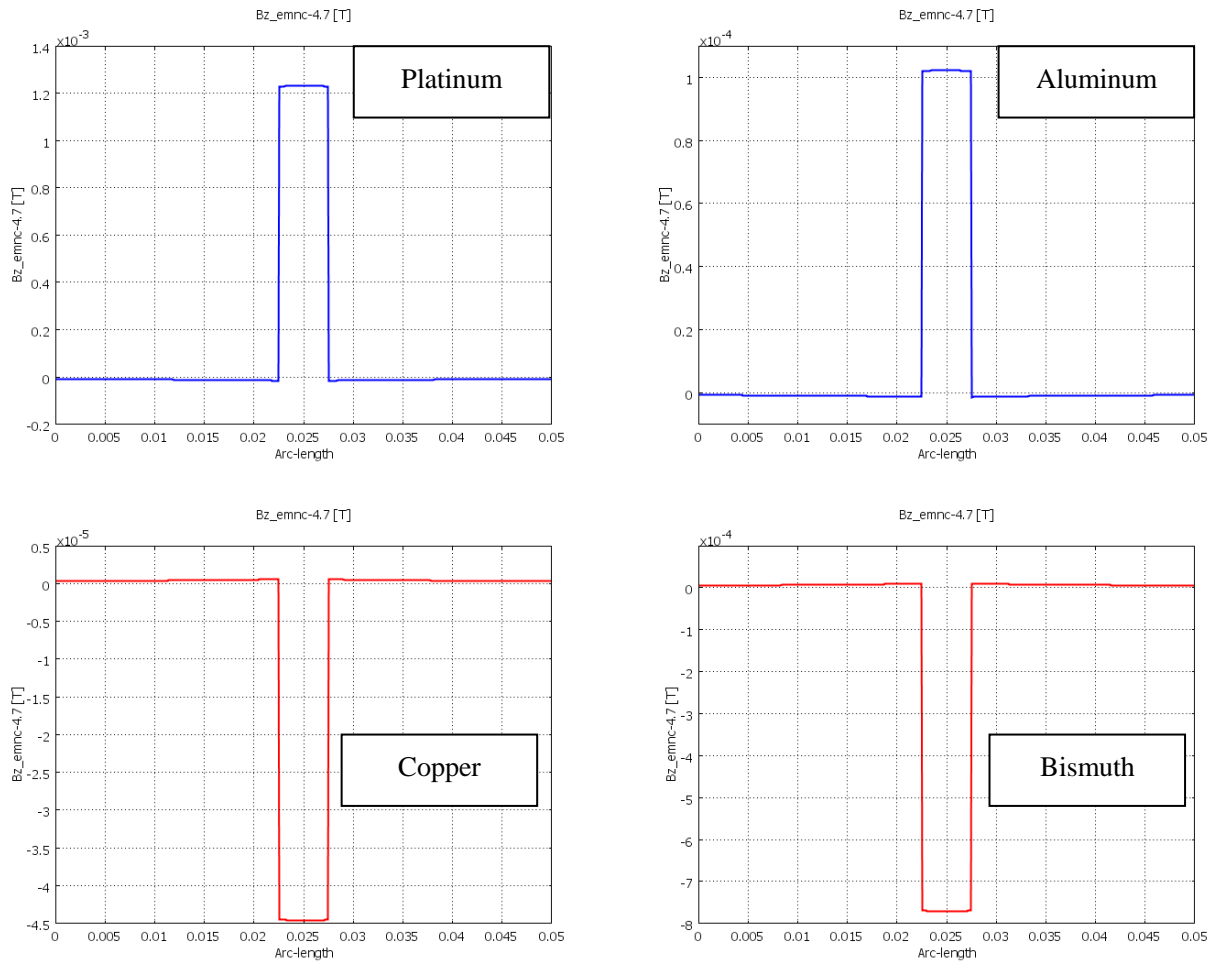 Bz_emnc-4.7 [T]
x10^-3
Platinum
1.4
1.2
1
0.8
0.6
0.4
0.2
0
-0.2
Bz_emnc-4.7 [T]
0 0.005 0.01 0.015 0.02 0.025 0.03 0.035 0.04 0.045 0.05
Arc-length
Bz_emnc-4.7 [T]
x10^-4
Aluminum
1
0.8
0.6
0.4
0.2
0
Bz_emnc-4.7 [T]
0 0.005 0.01 0.015 0.02 0.025 0.03 0.035 0.04 0.045 0.05
Arc-length
Bz_emnc-4.7 [T]
x10^-5
0.5
0
-0.5
-1
-1.5
-2
-2.5
-3
-3.5
-4
-4.5
Copper
Bz_emnc-4.7 [T]
0 0.005 0.01 0.015 0.02 0.025 0.03 0.035 0.04 0.045 0.05
Arc-length
Bz_emnc-4.7 [T]
x10^-4
0
-1
-2
-3
-4
-5
-6
-7
-8
Bismuth
Bz_emnc-4.7 [T]
0 0.005 0.01 0.015 0.02 0.025 0.03 0.035 0.04 0.045 0.05
Arc-length